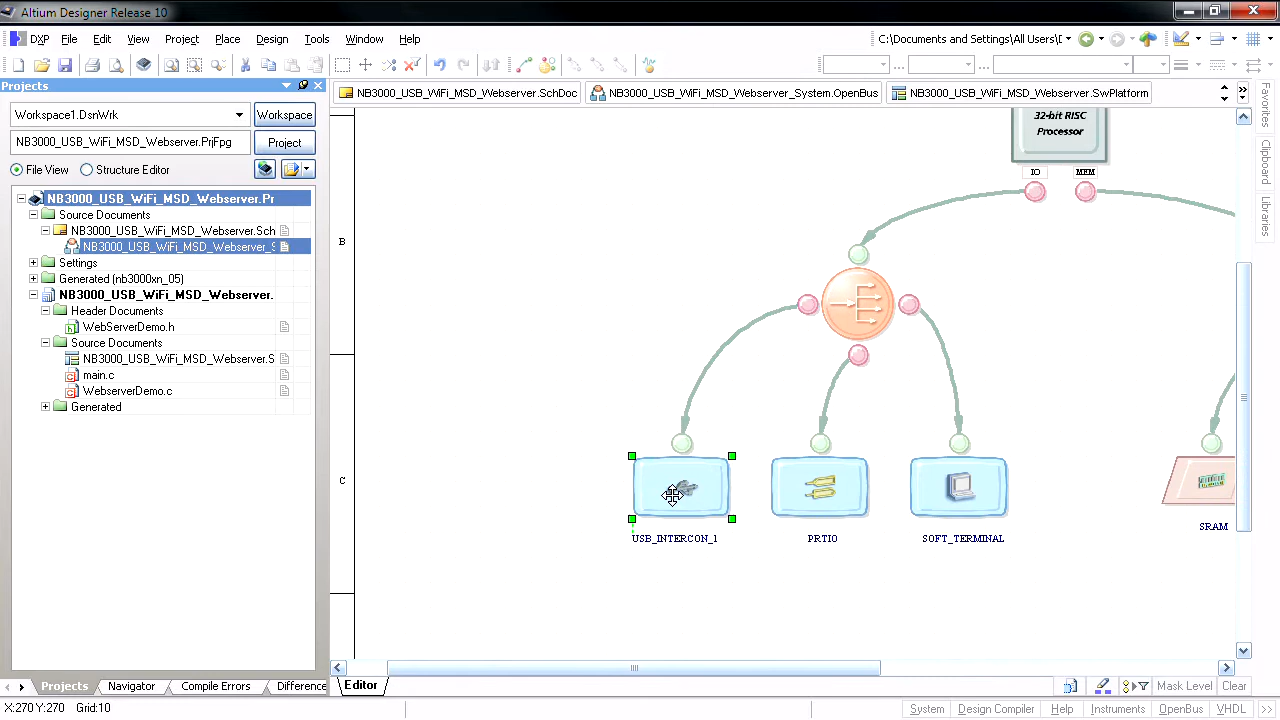 Altium Designer Release 10
DXP File Edit View Project Place Design Tools Window Help
C:\Documents and Settings\All Users\[
Projects
NB3000_USB_WiFi_MSD_Webserver.SchDoc
NB3000_USB_WiFi_MSD_Webserver_System.OpenBus
NB3000_USB_WiFi_MSD_Webserver.SwPlatform
Workspace1.DsnWrk
Workspace
NB3000_USB_WiFi_MSD_Webserver.PrjFpg
Project
File View
Structure Editor
NB3000_USB_WiFi_MSD_Webserver.Pr
Source Documents
NB3000_USB_WiFi_MSD_Webserver.Sch
NB3000_USB_WiFi_MSD_Webserver_S
Settings
Generated (nb3000xn_05)
NB3000_USB_WiFi_MSD_Webserver.
Header Documents
WebServerDemo.h
Source Documents
NB3000_USB_WiFi_MSD_Webserver.S
main.c
WebserverDemo.c
Generated
32-bit RISC
Processor
IO
MEM
B
C
USB_INTERCON_1
PRTIO
SOFT_TERMINAL
SRAM
Favorites
Clipboard
Libraries
Projects
Navigator
Compile Errors
Difference
Editor
Mask Level
Clear
X:270 Y:270 Grid:10
System
Design Compiler
Help
Instruments
OpenBus
VHDL
>>